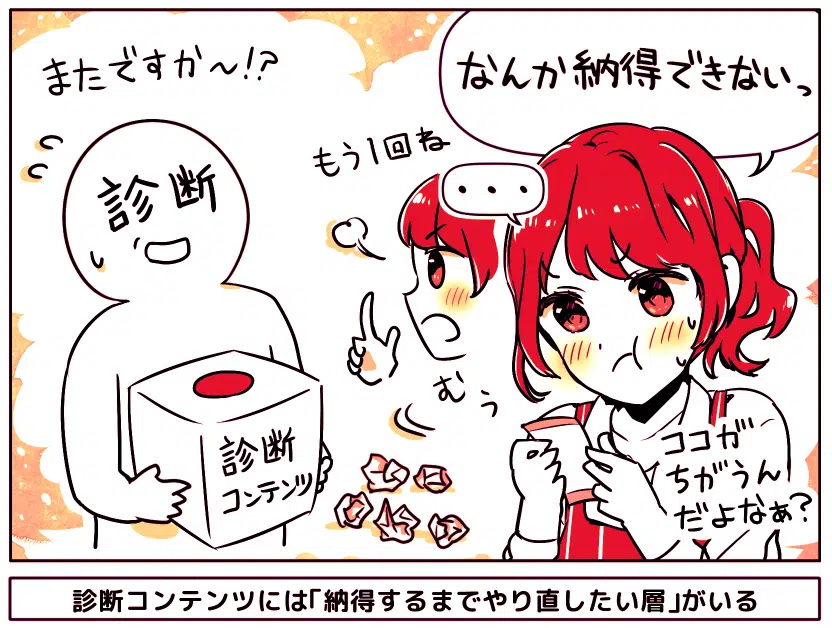 なんか納得できないっ
またですか〜!?
もう1回ね
・・・
診断
むぅ
診断
コンテンツ
ココが
ちがうん
だよなぁ?
診断コンテンツには「納得するまでやり直したい層」がいる